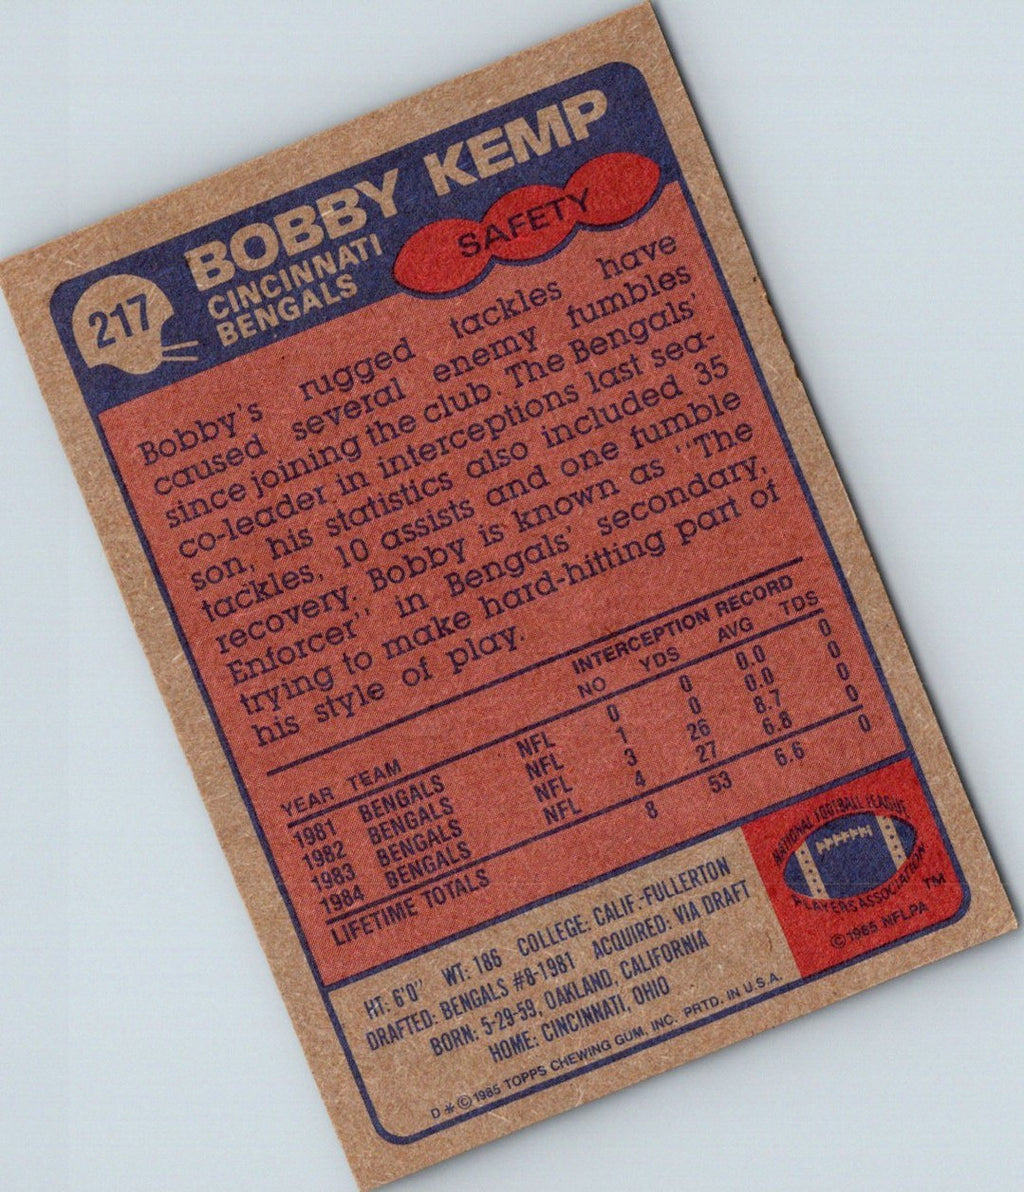 217
BOBBY KEMP
CINCINNATI
BENGALS
SAFETY
Bobby's rugged tackles have
caused several enemy fumbles
since joining the club. The Bengals'
co-leader in interceptions last sea-
son, his statistics also included 35
tackles, 10 assists and one fumble
recovery. Bobby is known as "The
Enforcer" in Bengals' secondary,
trying to make hard-hitting part of
his style of play.
INTERCEPTION RECORD
YEAR TEAM NO YDS AVG TDS
1981 BENGALS NFL 0 0 0.0 0
1982 BENGALS NFL 1 0 0.0 0
1983 BENGALS NFL 3 26 8.7 0
1984 BENGALS NFL 4 27 6.8 0
LIFETIME TOTALS 8 53 6.6 0
HT: 6'0" WT: 186 COLLEGE: CALIF.-FULLERTON
DRAFTED: BENGALS #8-1981 ACQUIRED: VIA DRAFT
BORN: 5-29-59, OAKLAND, CALIFORNIA
HOME: CINCINNATI, OHIO
NATIONAL FOOTBALL LEAGUE
PLAYERS ASSOCIATION
TM
© 1985 NFLPA
D * © 1985 TOPPS CHEWING GUM, INC. PRTD. IN U.S.A.